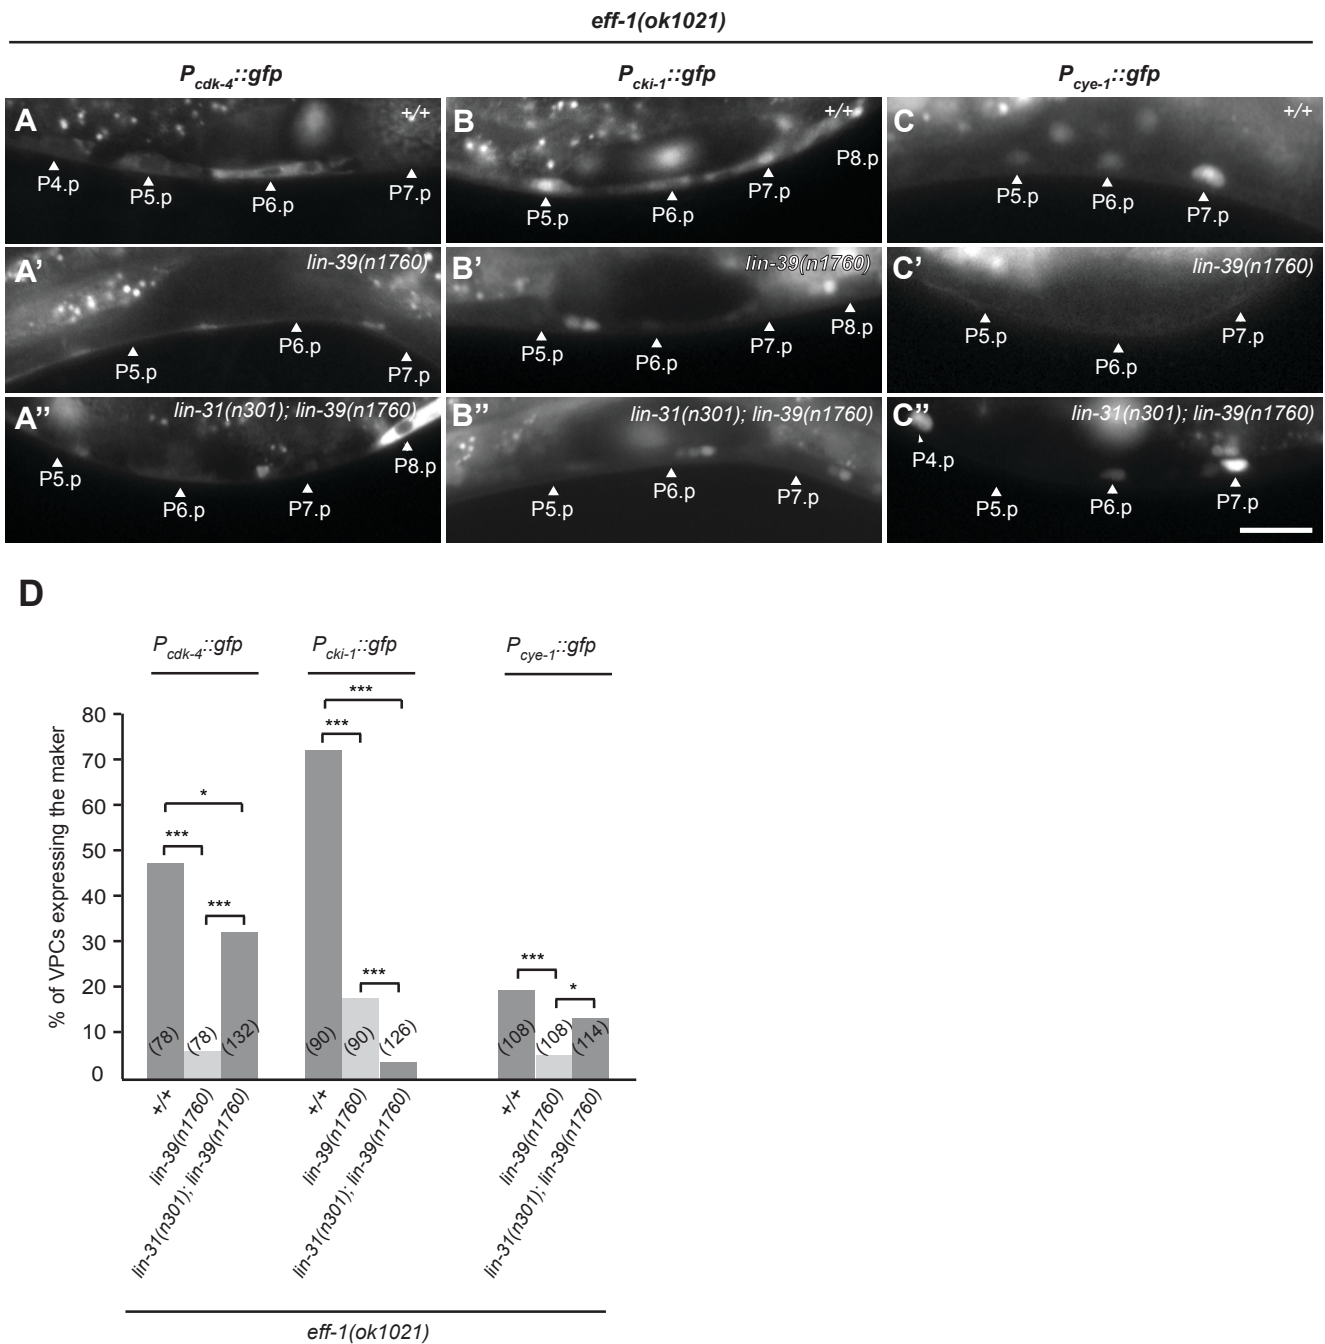 eff-1(ok1021)
Pcdk-4::gfp
Pcki-1::gfp
Pcye-1::gfp
A
+/+
P4.p
P5.p
P6.p
P7.p
B
+/+
P5.p
P6.p
P7.p
P8.p
C
+/+
P5.p
P6.p
P7.p
A'
lin-39(n1760)
P5.p
P6.p
P7.p
B'
lin-39(n1760)
P5.p
P6.p
P7.p
P8.p
C'
lin-39(n1760)
P5.p
P6.p
P7.p
A''
lin-31(n301); lin-39(n1760)
P5.p
P6.p
P7.p
P8.p
B''
lin-31(n301); lin-39(n1760)
P5.p
P6.p
P7.p
C''
lin-31(n301); lin-39(n1760)
P4.p
P5.p
P6.p
P7.p
D
Pcdk-4::gfp
Pcki-1::gfp
Pcye-1::gfp
% of VPCs expressing the maker
80
70
60
50
40
30
20
10
0
*
***
***
***
***
***
***
*
(78)
(78)
(132)
(90)
(90)
(126)
(108)
(108)
(114)
+/+
lin-39(n1760)
lin-31(n301); lin-39(n1760)
+/+
lin-39(n1760)
lin-31(n301); lin-39(n1760)
+/+
lin-39(n1760)
lin-31(n301); lin-39(n1760)
eff-1(ok1021)